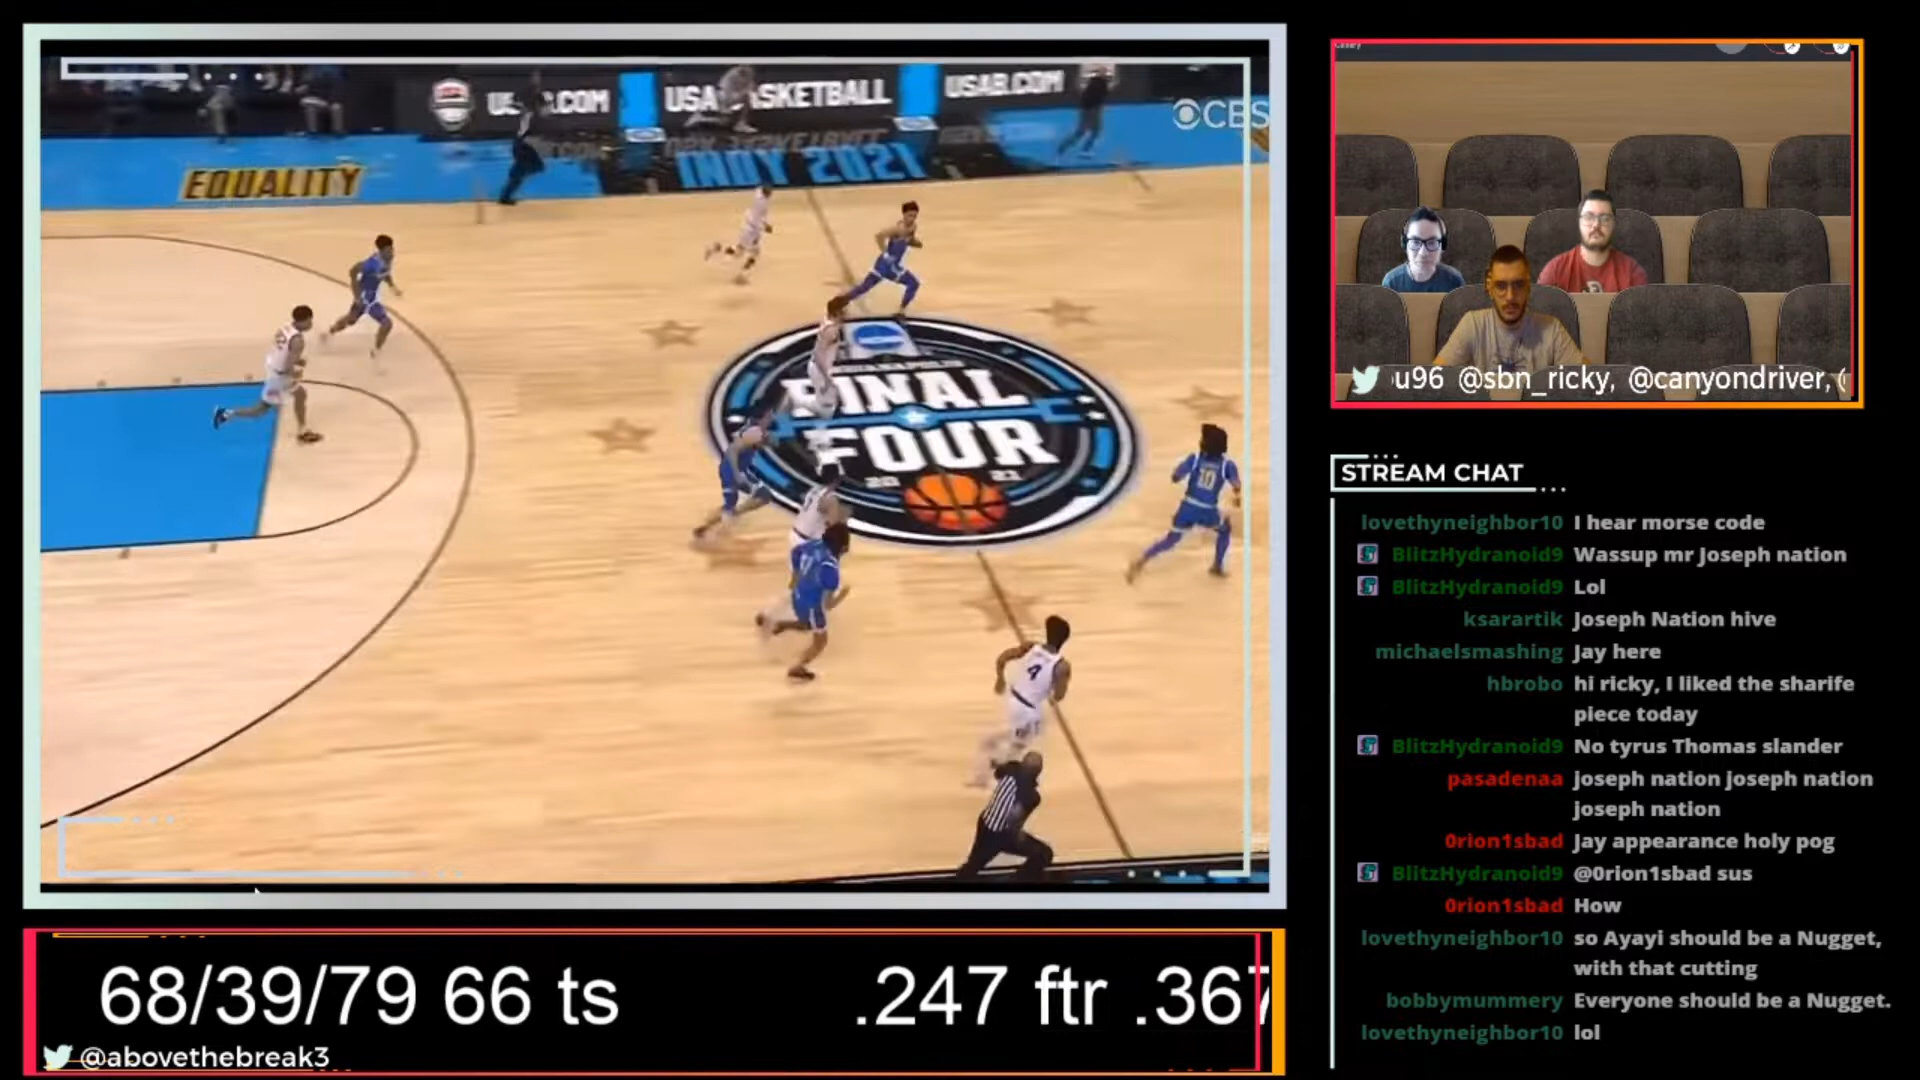 USAB.COM
CBS
EQUALITY
INDY 2021
FINAL
FOUR
20 21
10
4
u96 @sbn_ricky, @canyondriver, (
STREAM CHAT
lovethyneighbor10 I hear morse code
BlitzHydranoid9 Wassup mr Joseph nation
BlitzHydranoid9 Lol
ksarartik Joseph Nation hive
michaelsmashing Jay here
hbrobo hi ricky, I liked the sharife
piece today
BlitzHydranoid9 No tyrus Thomas slander
pasadenaa joseph nation joseph nation
joseph nation
0rion1sbad Jay appearance holy pog
BlitzHydranoid9 @0rion1sbad sus
0rion1sbad How
lovethyneighbor10 so Ayayi should be a Nugget,
with that cutting
bobbymummery Everyone should be a Nugget.
lovethyneighbor10 lol
68/39/79 66 ts .247 ftr .367
@abovethebreak3